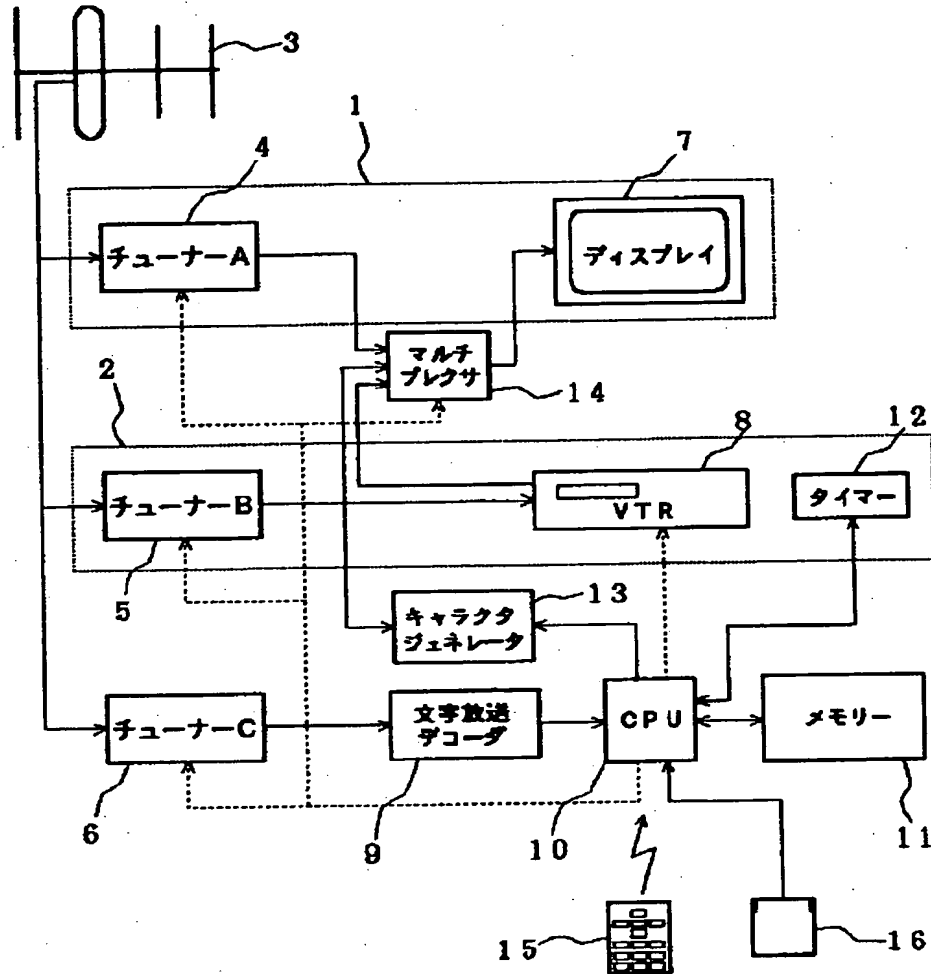 3
1
4
7
チューナーA
ディスプレイ
マルチ
プレクサ
14
2
8
12
チューナーB
VTR
タイマー
5
13
キャラクタ
ジェネレータ
チューナーC
文字放送
デコーダ
CPU
メモリー
6
9
10
11
15
16